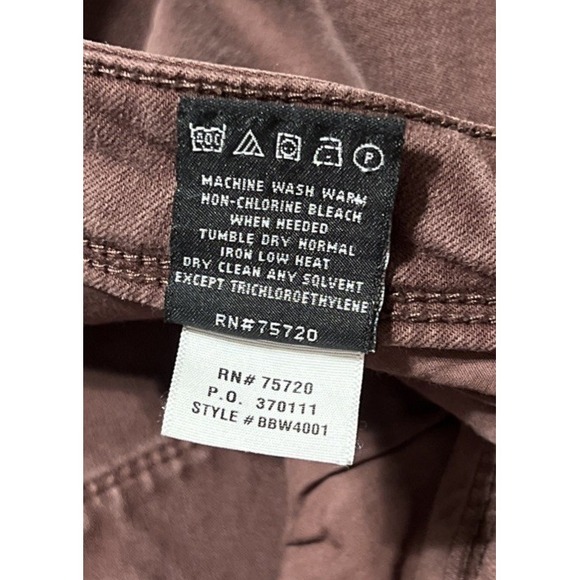 80C
P
MACHINE WASH WARM
NON-CHLORINE BLEACH
WHEN NEEDED
TUMBLE DRY NORMAL
IRON LOW HEAT
DRY CLEAN ANY SOLVENT
EXCEPT TRICHLOROETHYLENE
RN#75720
RN# 75720
P.O. 370111
STYLE # BBW4001